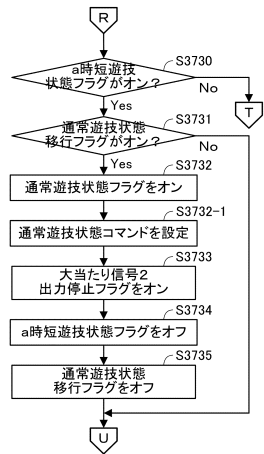 R
S3730
a時短遊技
状態フラグがオン？
No
T
Yes
S3731
通常遊技状態
移行フラグがオン？
No
Yes
S3732
通常遊技状態フラグをオン
S3732-1
通常遊技状態コマンドを設定
S3733
大当たり信号2
出力停止フラグをオン
S3734
a時短遊技状態フラグをオフ
S3735
通常遊技状態
移行フラグをオフ
U